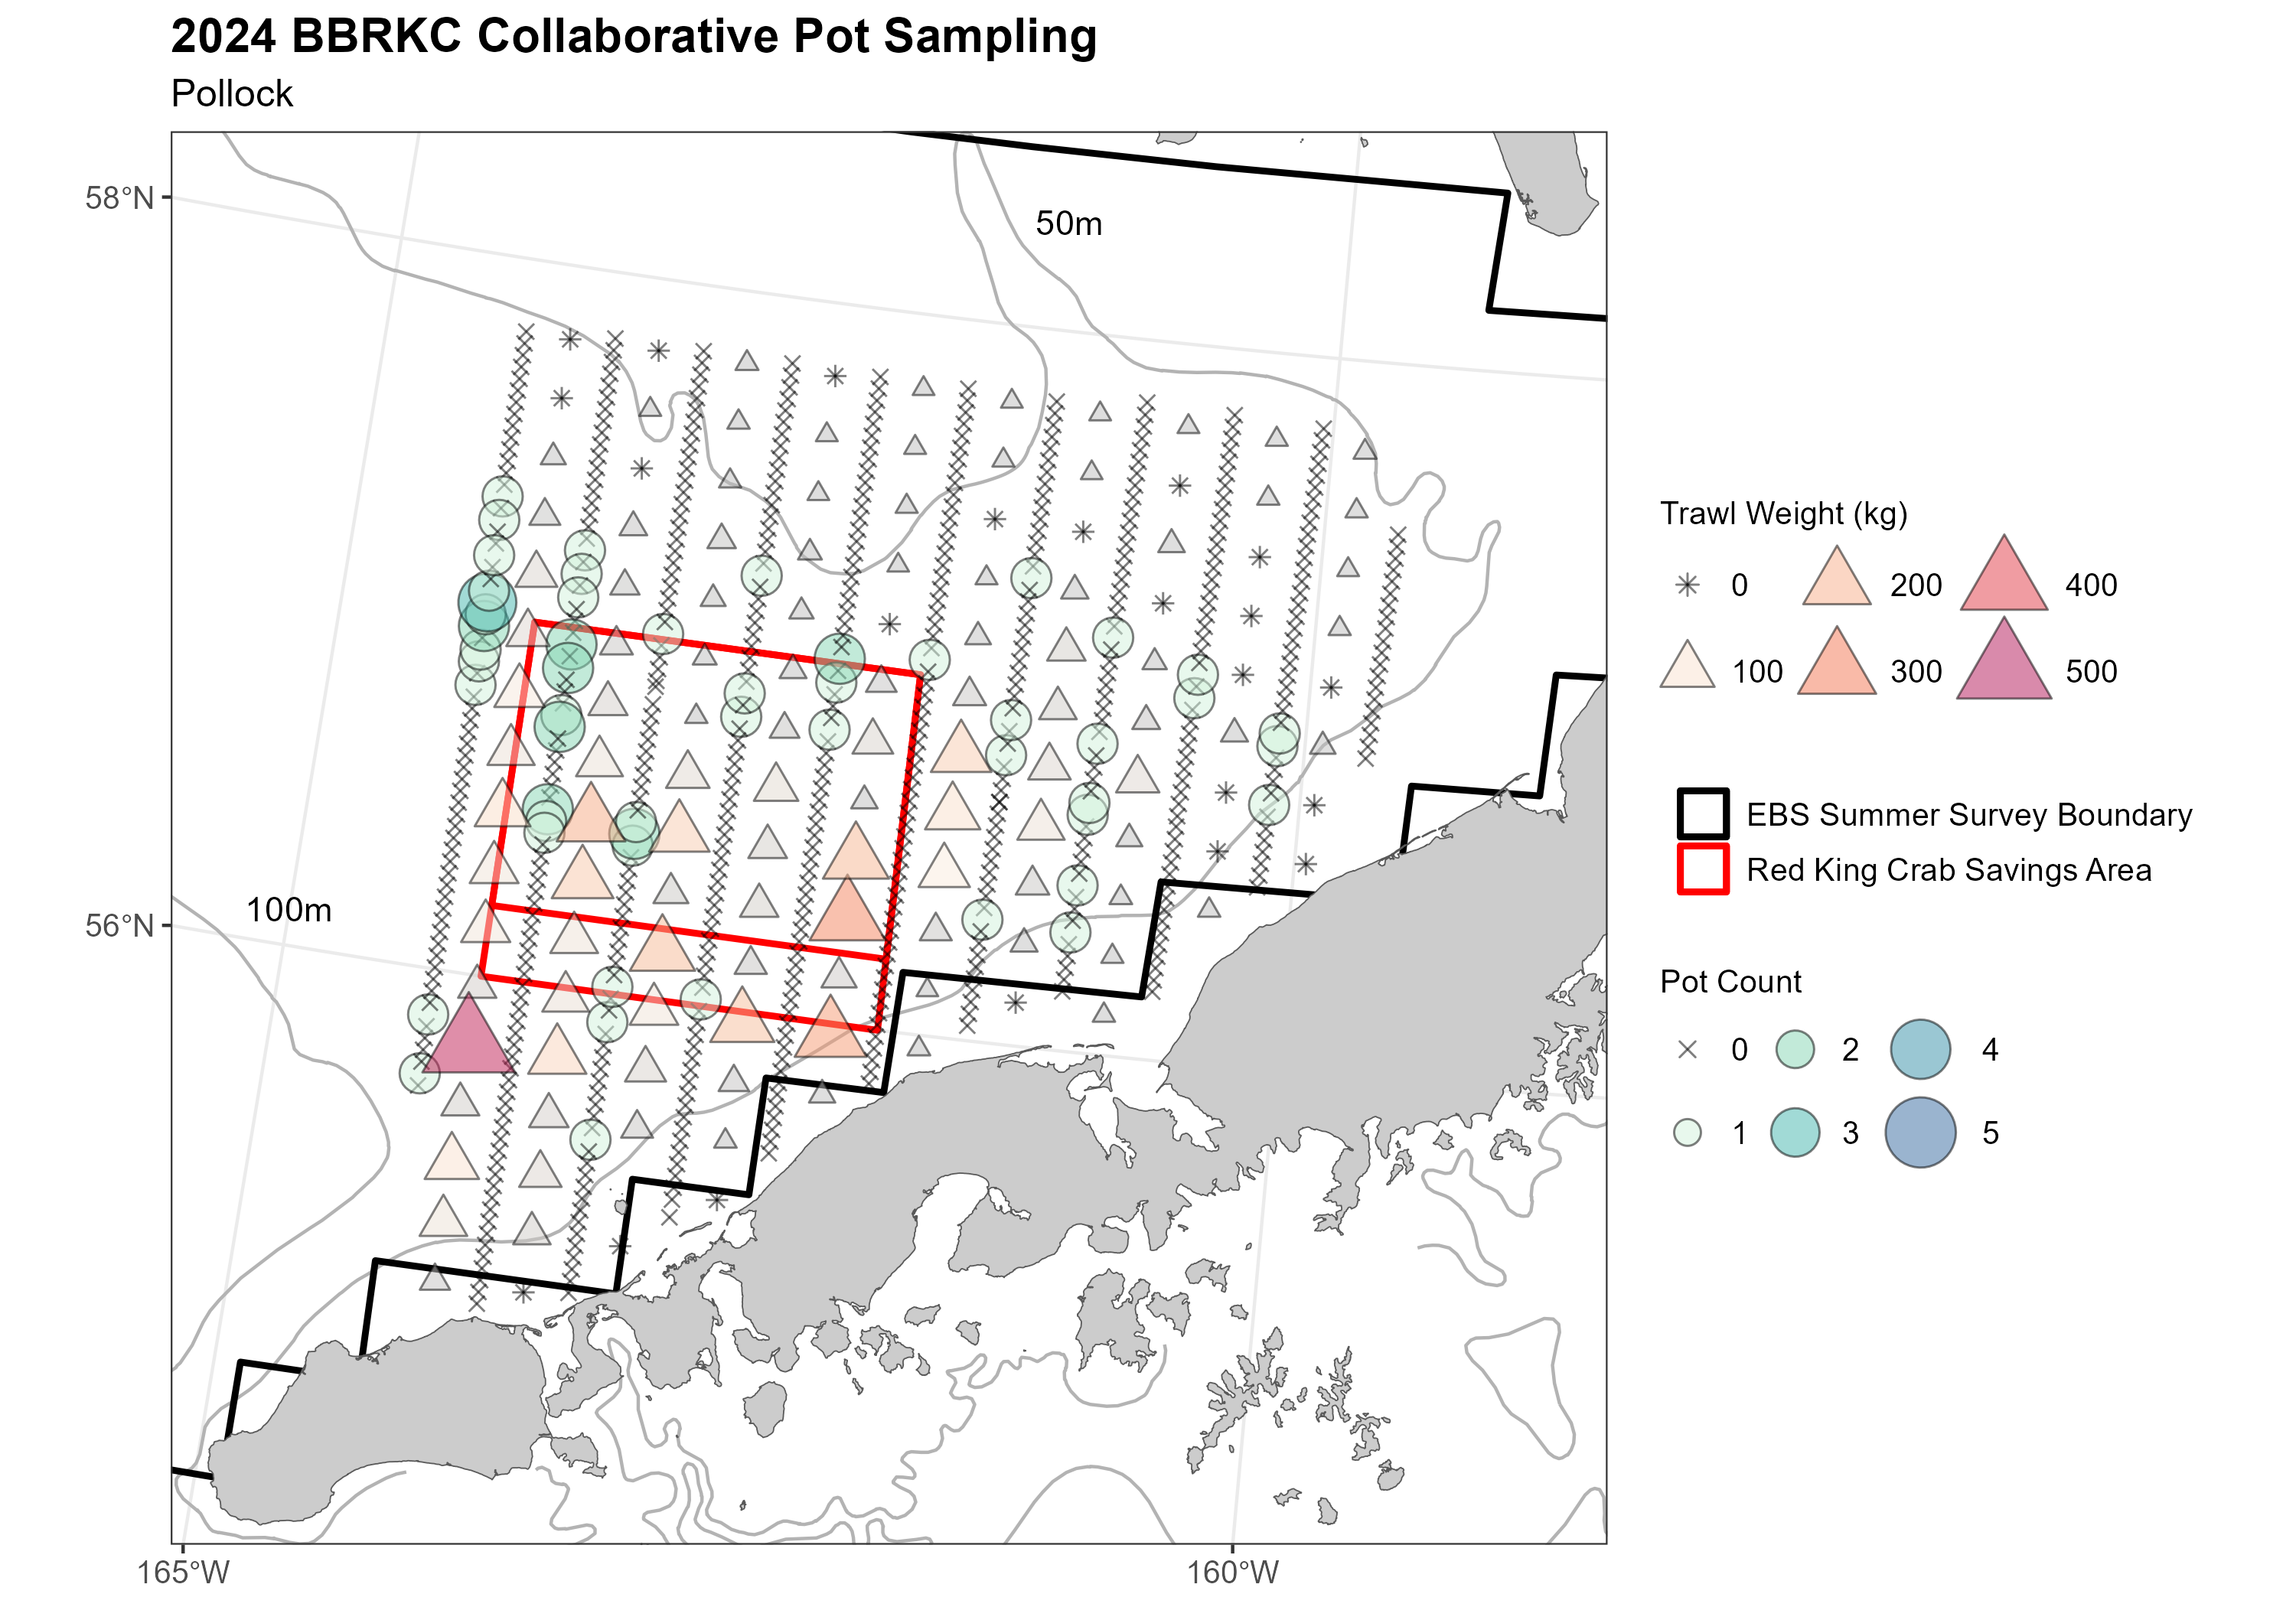 2024 BBRKC Collaborative Pot Sampling
Pollock
58°N
50m
56°N
100m
165°W
160°W
Trawl Weight (kg)
0
200
400
100
300
500
EBS Summer Survey Boundary
Red King Crab Savings Area
Pot Count
0
2
4
1
3
5